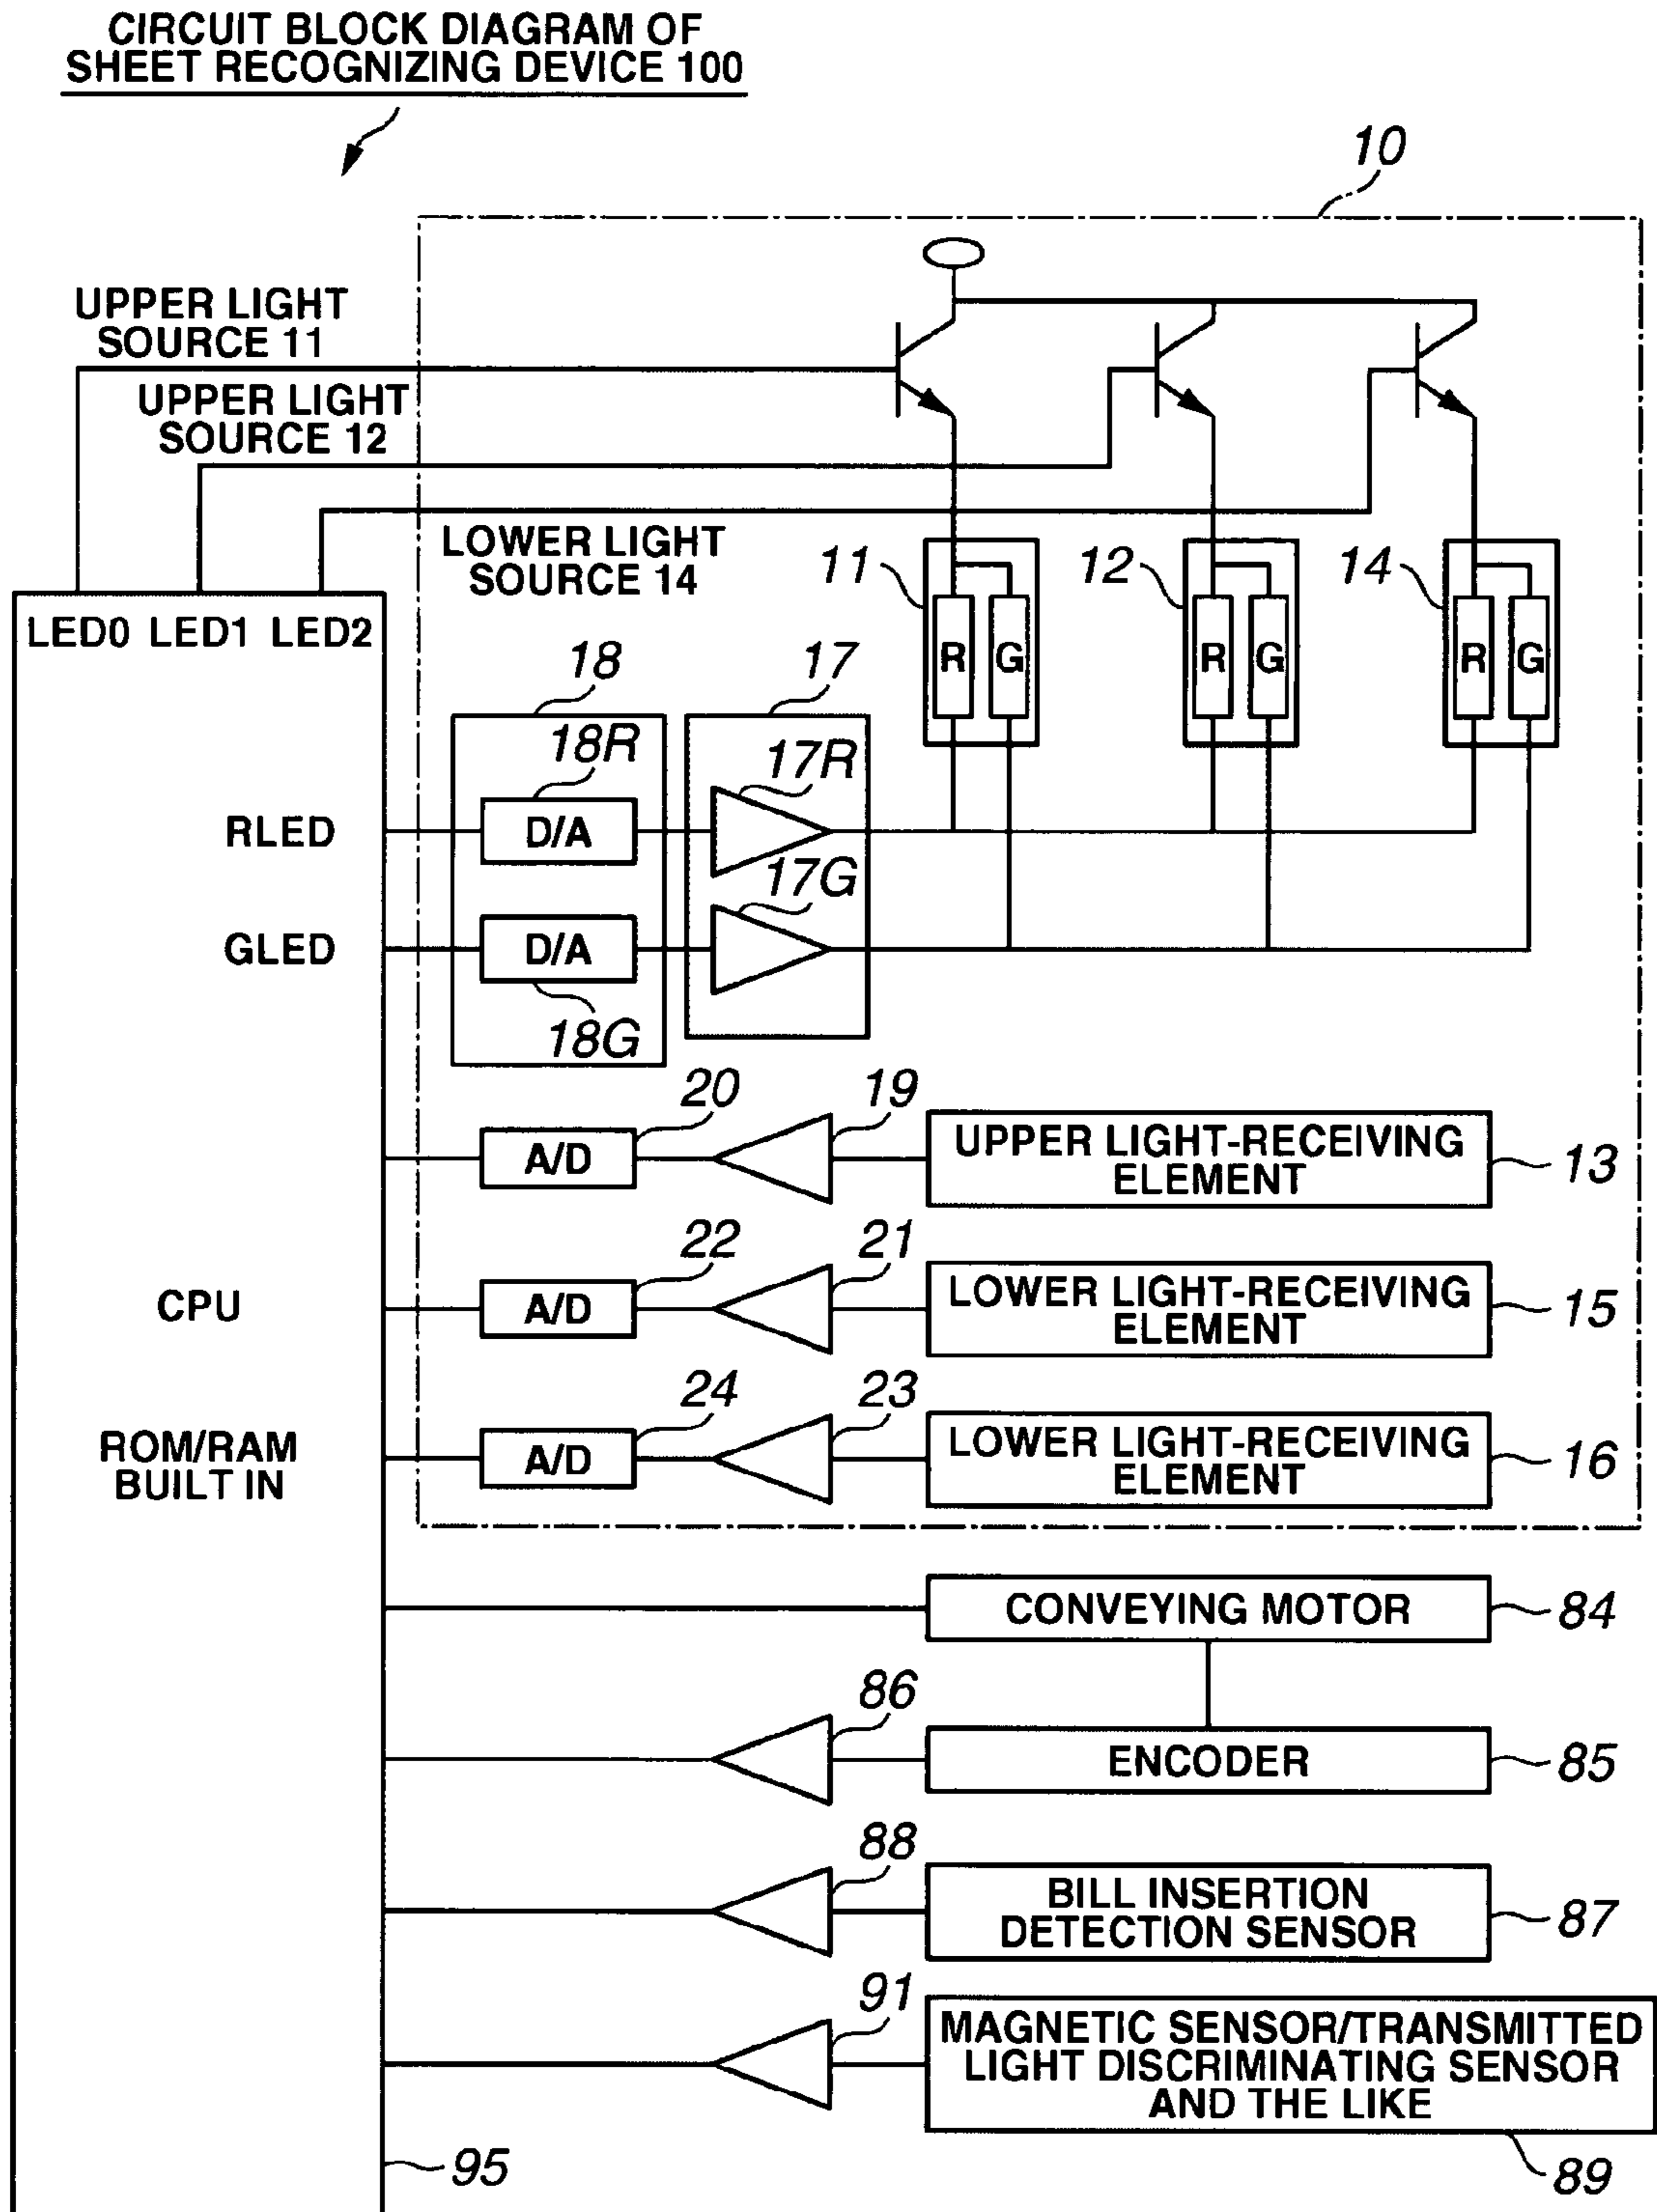 CIRCUIT BLOCK DIAGRAM OF
SHEET RECOGNIZING DEVICE 100
10
UPPER LIGHT
SOURCE 11
UPPER LIGHT
SOURCE 12
LOWER LIGHT
SOURCE 14
11
12
14
LED0 LED1 LED2
R G
R G
R G
18
17
18R
17R
RLED
D/A
17G
GLED
D/A
18G
20
19
A/D
UPPER LIGHT-RECEIVING
ELEMENT
13
22
21
CPU
A/D
LOWER LIGHT-RECEIVING
ELEMENT
15
24
23
ROM/RAM
BUILT IN
A/D
LOWER LIGHT-RECEIVING
ELEMENT
16
CONVEYING MOTOR
84
86
ENCODER
85
88
BILL INSERTION
DETECTION SENSOR
87
91
MAGNETIC SENSOR/TRANSMITTED
LIGHT DISCRIMINATING SENSOR
AND THE LIKE
95
89